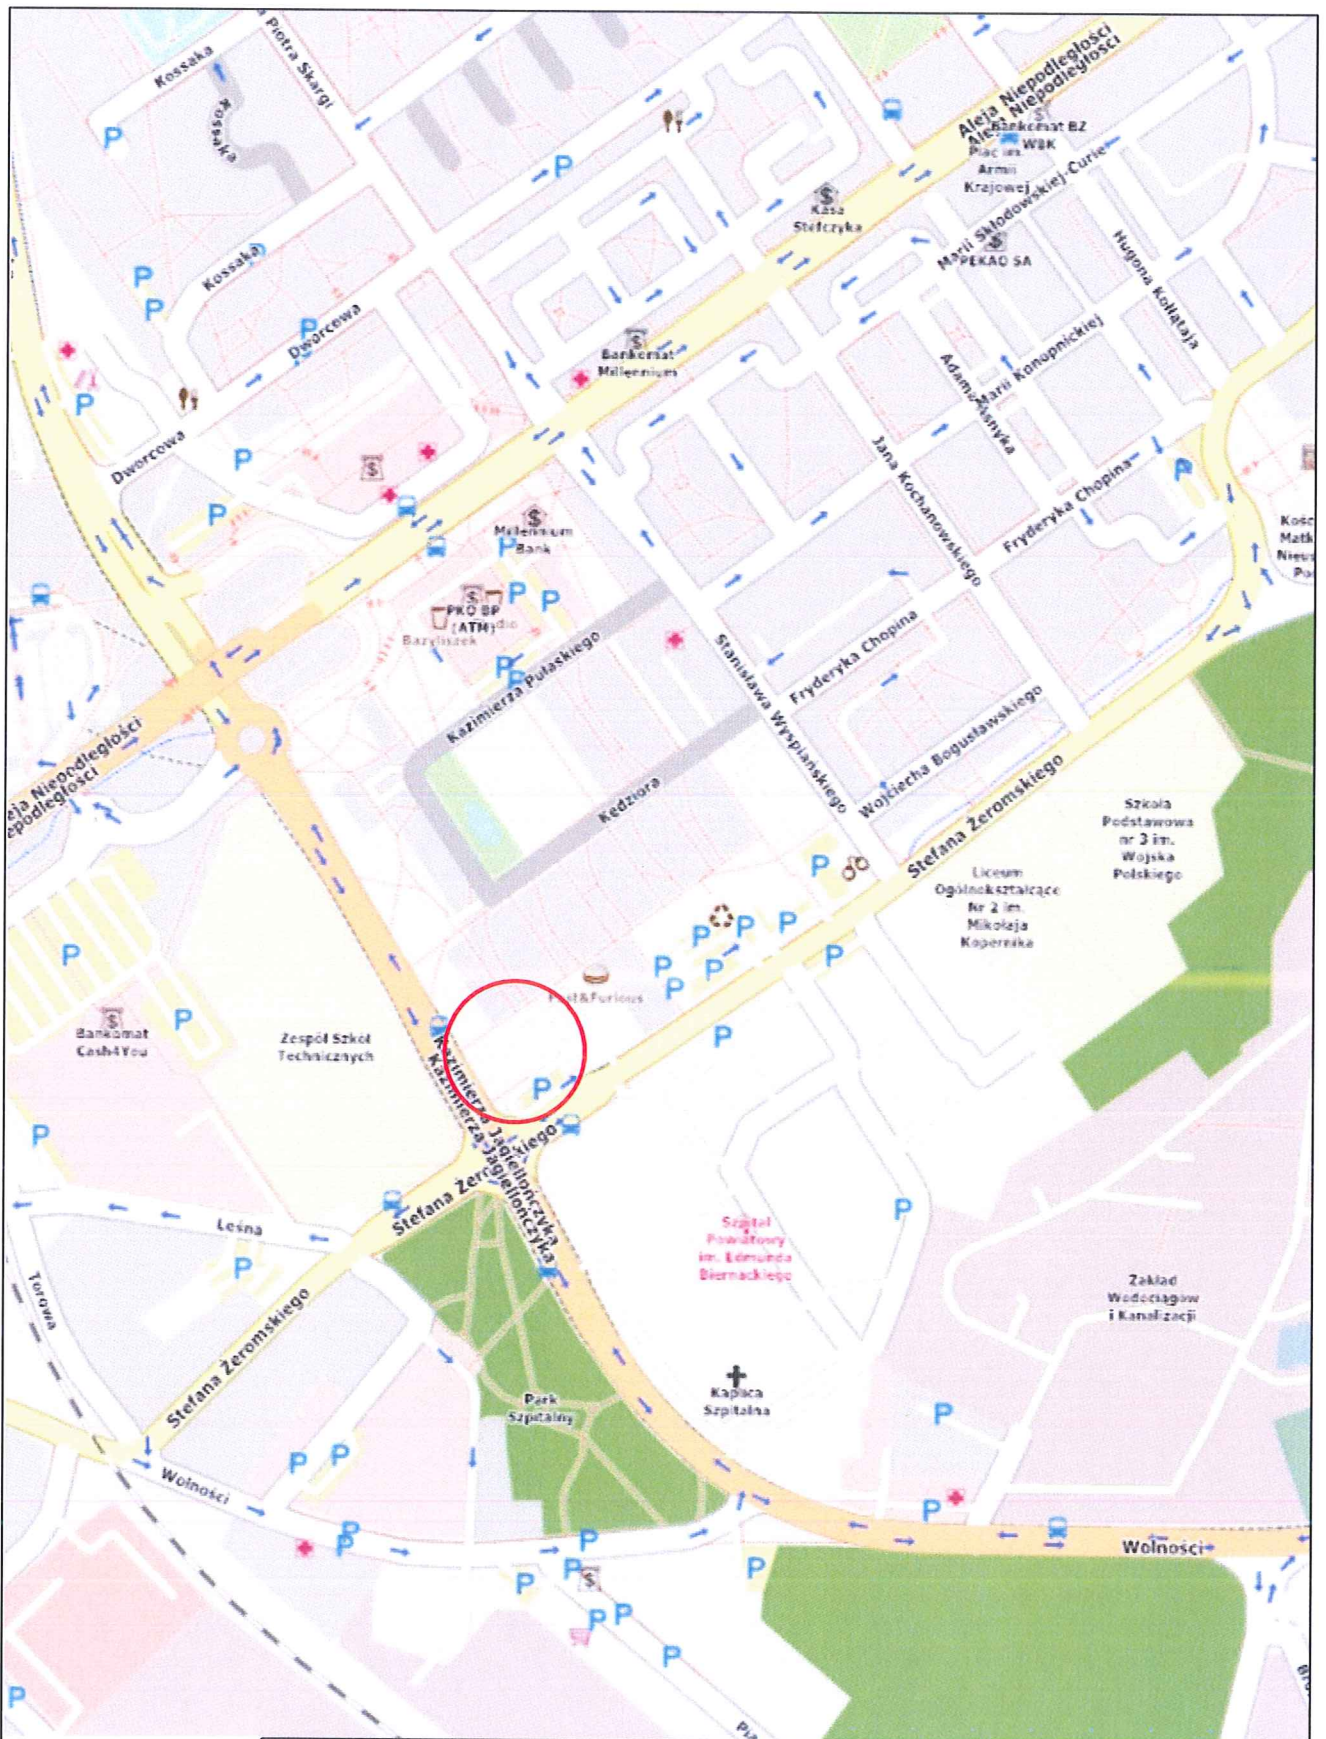 Kossaka
Piotra Skargi
Kossaka
Aleja Niepodległości
Aleja Niepodległości
Bankomat BZ
WBK
Plac im.
Armii
Krajowej
Marii Skłodowskiej-Curie
Kasa
Stefczyka
PEKAO SA
Hugona Kołłątaja
Kossaka
Dworcowa
Bankomat
Millennium
Marii Konopnickiej
Adama Asnyka
Dworcowa
Jana Kochanowskiego
Fryderyka Chopina
Millennium
Bank
PKO BP
(ATM)
Bazyliszek
Kazimierza Pułaskiego
Stanisława Wyspiańskiego
Fryderyka Chopina
Wojciecha Bogusławskiego
Kędziora
Stefana Żeromskiego
Szkoła
Podstawowa
nr 3 im.
Wojska
Polskiego
Liceum
Ogólnokształcące
Nr 2 im.
Mikołaja
Kopernika
eja Niepodległości
epodległości
Fast&Furious
Bankomat
Cash4You
Zespół Szkół
Technicznych
Kazimierza Jagiellończyka
Kazimierza Jagiellończyka
Stefana Żeromskiego
Leśna
Torowa
Szpital
Powiatowy
im. Edmunda
Biernackiego
Zakład
Wodociągów
i Kanalizacji
Stefana Żeromskiego
Park
Szpitalny
Kaplica
Szpitalna
Wolności
Wolności